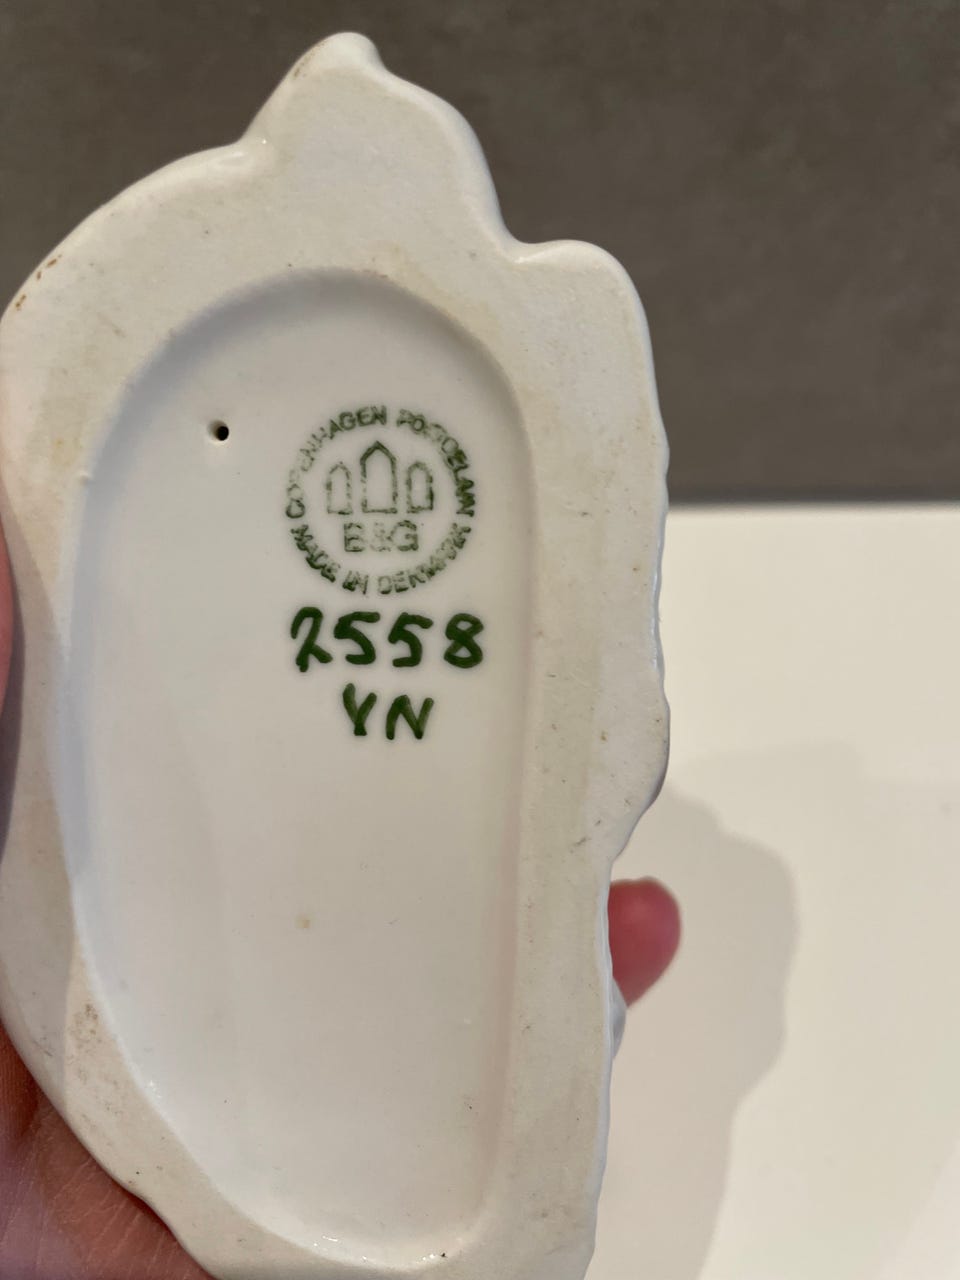 COPENHAGEN PORCELAIN
B&G
MADE IN DENMARK
2558
YN